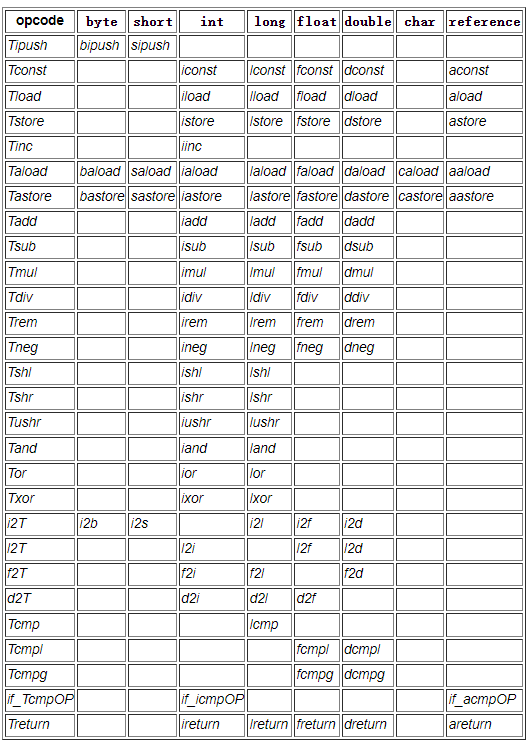 opcode byte short int long float double char reference
Tipush bipush sipush
Tconst iconst lconst fconst dconst aconst
Tload iload lload fload dload aload
Tstore istore lstore fstore dstore astore
Tinc iinc
Taload baload saload iaload laload faload daload caload aaload
Tastore bastore sastore iastore lastore fastore dastore castore aastore
Tadd iadd ladd fadd dadd
Tsub isub lsub fsub dsub
Tmul imul lmul fmul dmul
Tdiv idiv ldiv fdiv ddiv
Trem irem lrem frem drem
Tneg ineg lneg fneg dneg
Tshl ishl lshl
Tshr ishr lshr
Tushr iushr lushr
Tand iand land
Tor ior lor
Txor ixor lxor
i2T i2b i2s i2l i2f i2d
l2T l2i l2f l2d
f2T f2i f2l f2d
d2T d2i d2l d2f
Tcmp lcmp
Tcmpl fcmpl dcmpl
Tcmpg fcmpg dcmpg
if_TcmpOP if_icmpOP if_acmpOP
Treturn ireturn lreturn freturn dreturn areturn